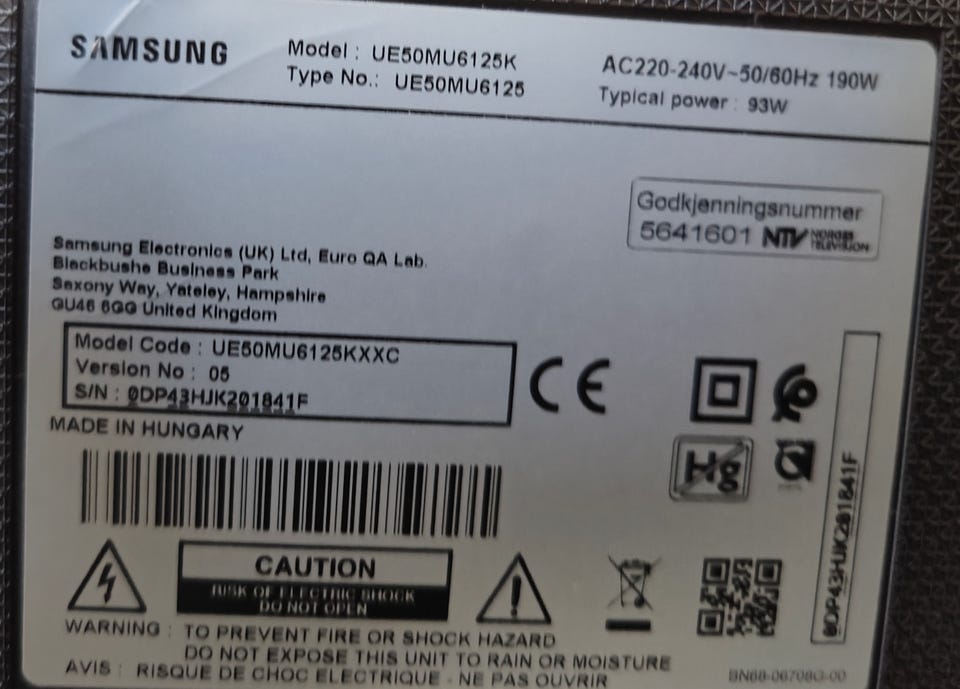 SAMSUNG
Model : UE50MU6125K
Type No.: UE50MU6125
AC220-240V~50/60Hz 190W
Typical power : 93W
Godkjenningsnummer
5641601 NTV NORGES TELEVISION
Samsung Electronics (UK) Ltd, Euro QA Lab.
Blackbushe Business Park
Saxony Way, Yateley, Hampshire
GU46 6GG United Kingdom
Model Code : UE50MU6125KXXC
Version No : 05
S/N : 0DP43HJK201841F
MADE IN HUNGARY
CE
Hg
0DP43HJK201841F
CAUTION
RISK OF ELECTRIC SHOCK
DO NOT OPEN
WARNING : TO PREVENT FIRE OR SHOCK HAZARD
DO NOT EXPOSE THIS UNIT TO RAIN OR MOISTURE
AVIS : RISQUE DE CHOC ELECTRIQUE - NE PAS OUVRIR
BN68-06708G-00